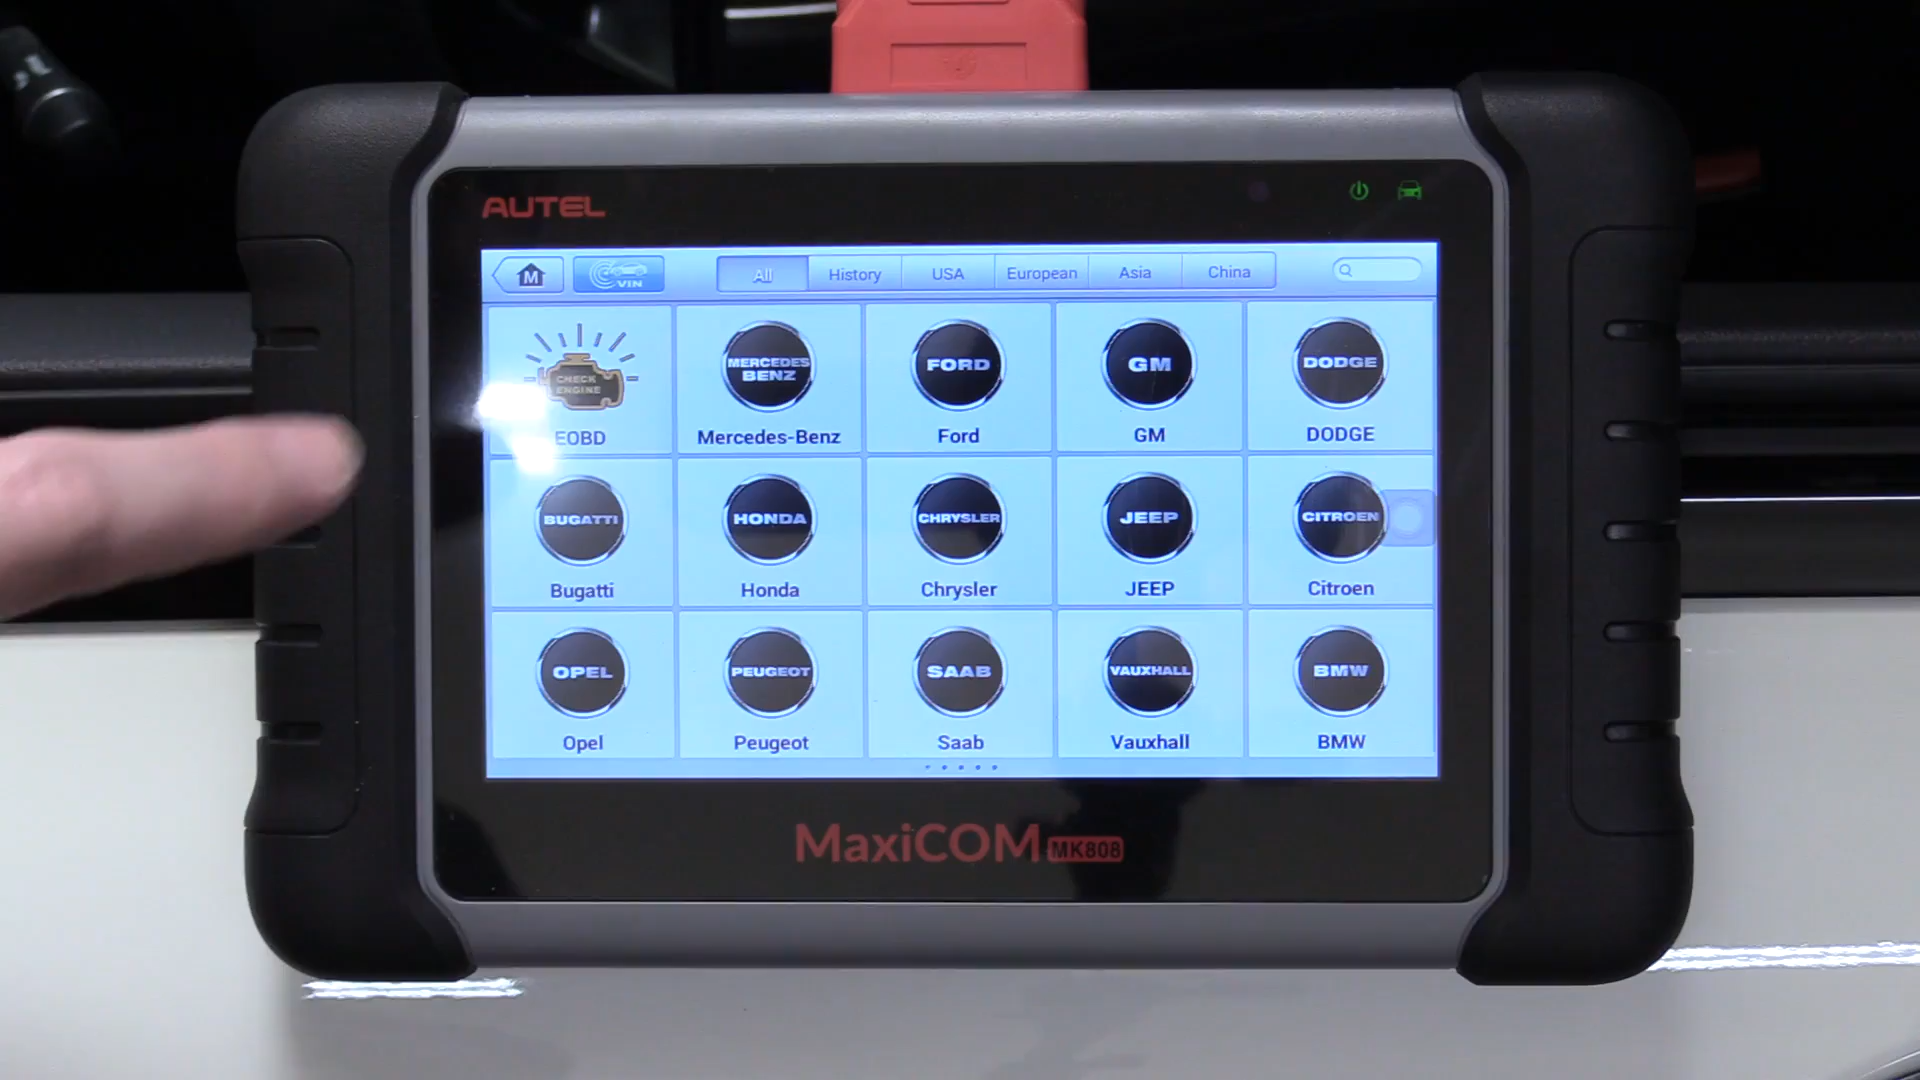 AUTEL
M VIN All History USA European Asia China
CHECK ENGINE
MERCEDES BENZ
FORD
GM
DODGE
EOBD Mercedes-Benz Ford GM DODGE
BUGATTI HONDA CHRYSLER JEEP CITROEN
Bugatti Honda Chrysler JEEP Citroen
OPEL PEUGEOT SAAB VAUXHALL BMW
Opel Peugeot Saab Vauxhall BMW
MaxiCOM MK808